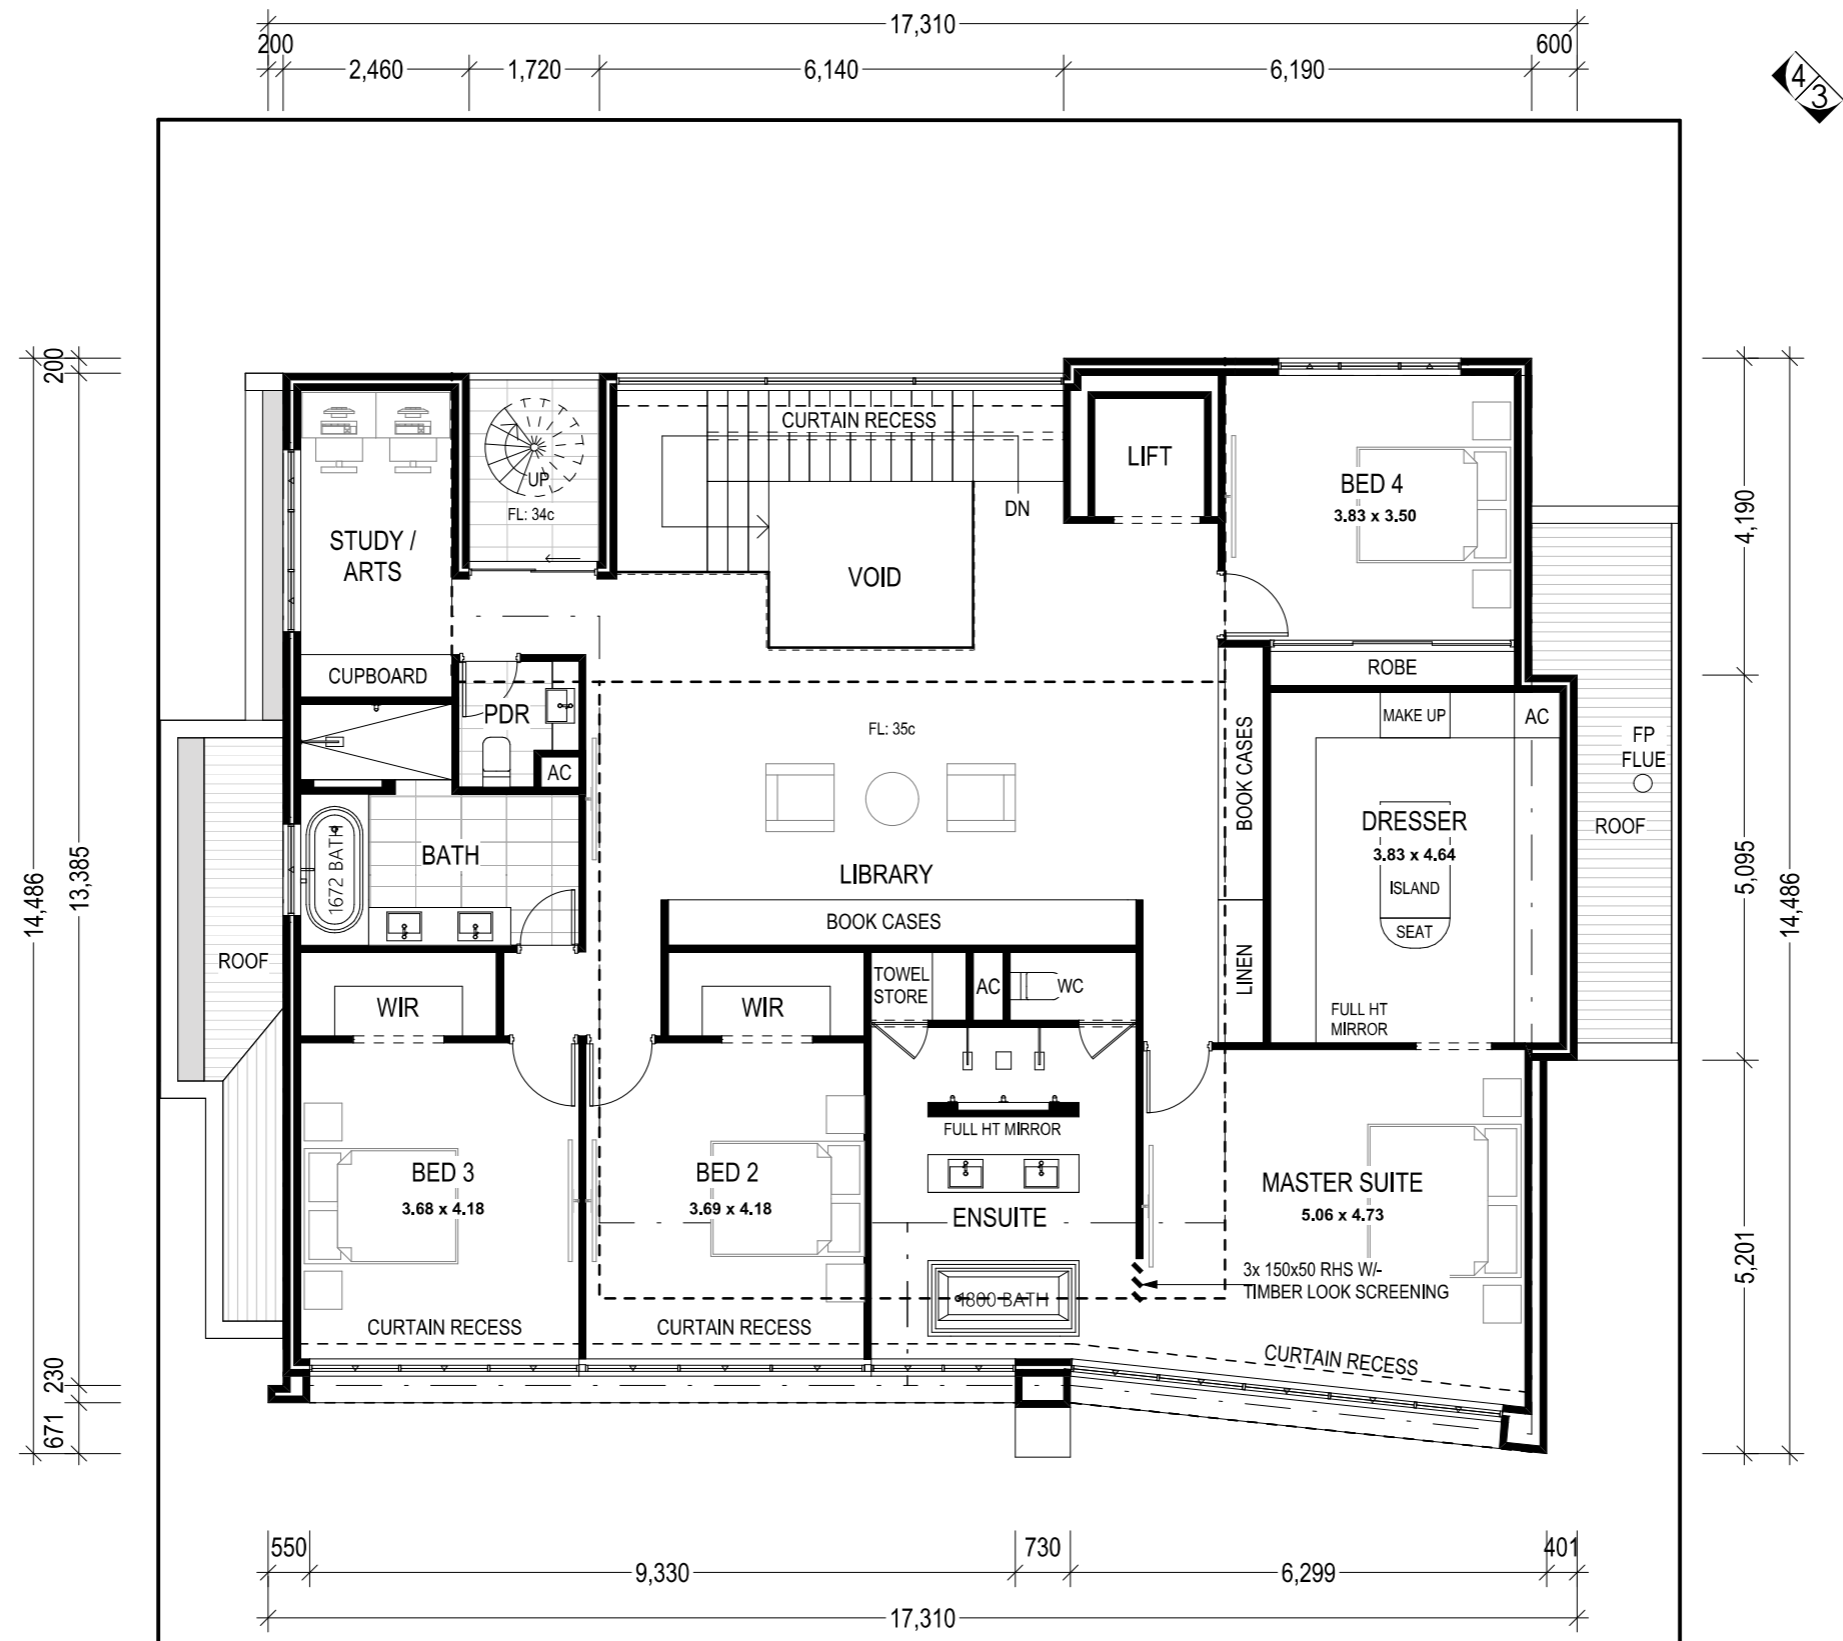 17,310
200
600
2,460
1,720
6,140
6,190
4
3
200
14,486
13,385
230
671
4,190
5,095
14,486
5,201
CURTAIN RECESS
LIFT
UP
FL: 34c
DN
BED 4
3.83 x 3.50
STUDY /
ARTS
VOID
CUPBOARD
ROBE
PDR
AC
FL: 35c
BOOK CASES
MAKE UP
AC
FP
FLUE
ROOF
1672 BATH
BATH
LIBRARY
DRESSER
3.83 x 4.64
ISLAND
SEAT
BOOK CASES
ROOF
WIR
WIR
TOWEL
STORE
AC
WC
LINEN
FULL HT
MIRROR
FULL HT MIRROR
BED 3
3.68 x 4.18
BED 2
3.69 x 4.18
ENSUITE
MASTER SUITE
5.06 x 4.73
3x 150x50 RHS W/-
TIMBER LOOK SCREENING
1800 BATH
CURTAIN RECESS
CURTAIN RECESS
CURTAIN RECESS
550
9,330
730
6,299
401
17,310